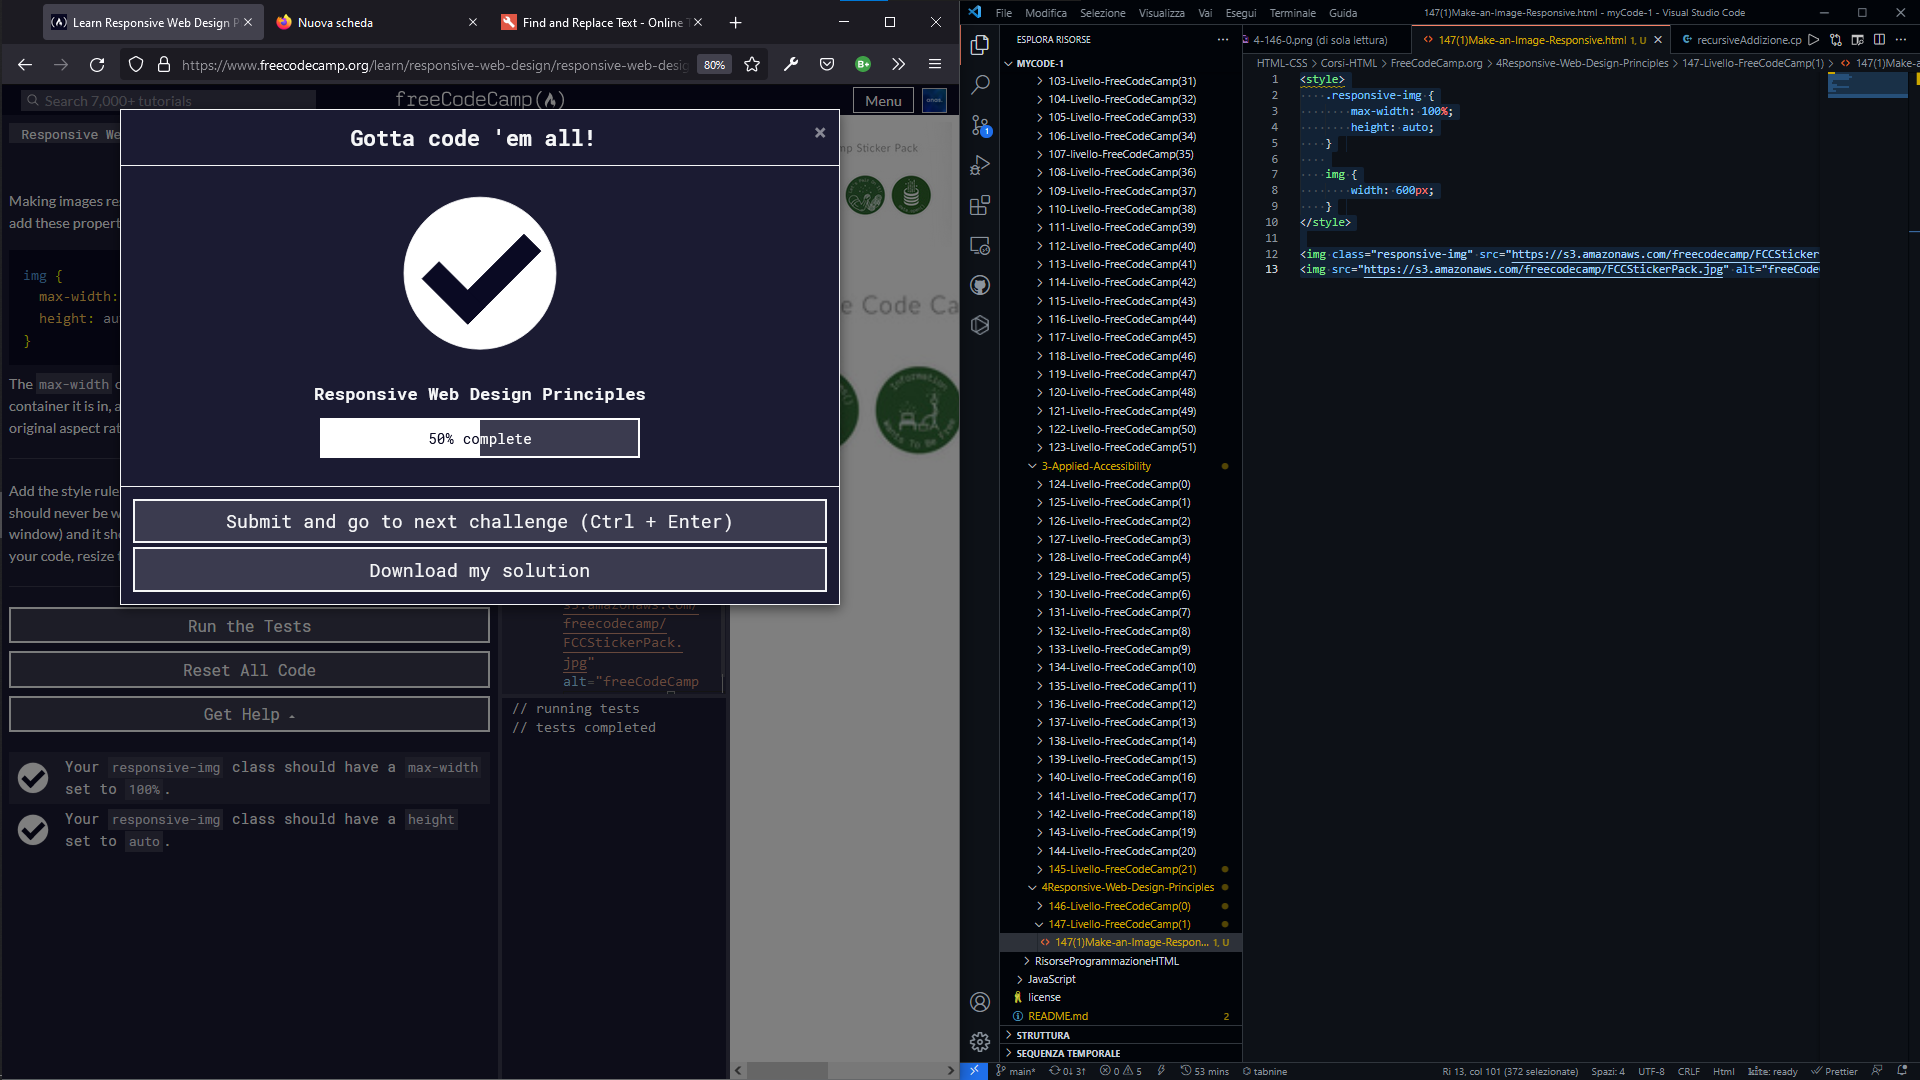 Learn Responsive Web Design P
Nuova scheda
Find and Replace Text - Online T
https://www.freecodecamp.org/learn/responsive-web-design/responsive-web-desig
80%
Search 7,000+ tutorials
freeCodeCamp
Menu
Responsive We
Gotta code 'em all!
×
mp Sticker Pack
Making images re
add these propert
img {
max-width:
height: au
}
The max-width
container it is in, a
original aspect rat
Responsive Web Design Principles
50% complete
e Code Ca
Information
Wants To Be Free
Add the style rule
should never be w
window) and it sh
your code, resize t
Submit and go to next challenge (Ctrl + Enter)
Download my solution
Run the Tests
Reset All Code
Get Help
s3.amazonaws.com/
freecodecamp/
FCCStickerPack.
jpg"
alt="freeCodeCamp
// running tests
// tests completed
Your responsive-img class should have a max-width
set to 100%.
Your responsive-img class should have a height
set to auto.
File Modifica Selezione Visualizza Vai Esegui Terminale Guida
147(1)Make-an-Image-Responsive.html - myCode-1 - Visual Studio Code
ESPLORA RISORSE
4-146-0.png (di sola lettura)
147(1)Make-an-Image-Responsive.html 1, U
recursiveAddizione.cp
MYCODE-1
HTML-CSS > Corsi-HTML > FreeCodeCamp.org > 4Responsive-Web-Design-Principles > 147-Livello-FreeCodeCamp(1) > 147(1)Make-a
103-Livello-FreeCodeCamp(31)
104-Livello-FreeCodeCamp(32)
105-Livello-FreeCodeCamp(33)
106-Livello-FreeCodeCamp(34)
107-livello-FreeCodeCamp(35)
108-Livello-FreeCodeCamp(36)
109-Livello-FreeCodeCamp(37)
110-Livello-FreeCodeCamp(38)
111-Livello-FreeCodeCamp(39)
112-Livello-FreeCodeCamp(40)
113-Livello-FreeCodeCamp(41)
114-Livello-FreeCodeCamp(42)
115-Livello-FreeCodeCamp(43)
116-Livello-FreeCodeCamp(44)
117-Livello-FreeCodeCamp(45)
118-Livello-FreeCodeCamp(46)
119-Livello-FreeCodeCamp(47)
120-Livello-FreeCodeCamp(48)
121-Livello-FreeCodeCamp(49)
122-Livello-FreeCodeCamp(50)
123-Livello-FreeCodeCamp(51)
3-Applied-Accessibility
124-Livello-FreeCodeCamp(0)
125-Livello-FreeCodeCamp(1)
126-Livello-FreeCodeCamp(2)
127-Livello-FreeCodeCamp(3)
128-Livello-FreeCodeCamp(4)
129-Livello-FreeCodeCamp(5)
130-Livello-FreeCodeCamp(6)
131-Livello-FreeCodeCamp(7)
132-Livello-FreeCodeCamp(8)
133-Livello-FreeCodeCamp(9)
134-Livello-FreeCodeCamp(10)
135-Livello-FreeCodeCamp(11)
136-Livello-FreeCodeCamp(12)
137-Livello-FreeCodeCamp(13)
138-Livello-FreeCodeCamp(14)
139-Livello-FreeCodeCamp(15)
140-Livello-FreeCodeCamp(16)
141-Livello-FreeCodeCamp(17)
142-Livello-FreeCodeCamp(18)
143-Livello-FreeCodeCamp(19)
144-Livello-FreeCodeCamp(20)
145-Livello-FreeCodeCamp(21)
4Responsive-Web-Design-Principles
146-Livello-FreeCodeCamp(0)
147-Livello-FreeCodeCamp(1)
147(1)Make-an-Image-Respon... 1, U
RisorseProgrammazioneHTML
JavaScript
license
README.md 2
STRUTTURA
SEQUENZA TEMPORALE
1 <style>
2 .responsive-img {
3 max-width: 100%;
4 height: auto;
5 }
6
7 img {
8 width: 600px;
9 }
10 </style>
11
12 <img class="responsive-img" src="https://s3.amazonaws.com/freecodecamp/FCCSticker
13 <img src="https://s3.amazonaws.com/freecodecamp/FCCStickerPack.jpg" alt="freeCode
main* 0↓ 3↑ 0 5 53 mins tabnine
Ri 13, col 101 (372 selezionate) Spazi: 4 UTF-8 CRLF Html kite: ready Prettier